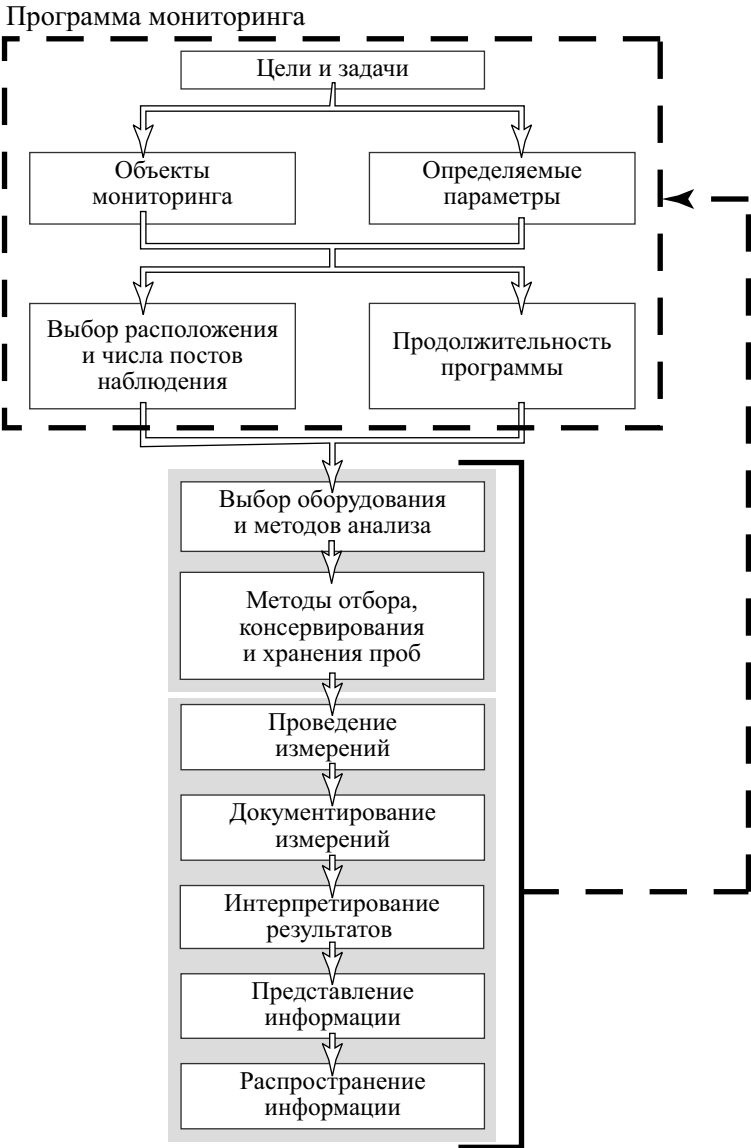 Программа мониторинга
Цели и задачи
Объекты
мониторинга
Определяемые
параметры
Выбор расположения
и числа постов
наблюдения
Продолжительность
программы
Выбор оборудования
и методов анализа
Методы отбора,
консервирования
и хранения проб
Проведение
измерений
Документирование
измерений
Интерпретирование
результатов
Представление
информации
Распространение
информации